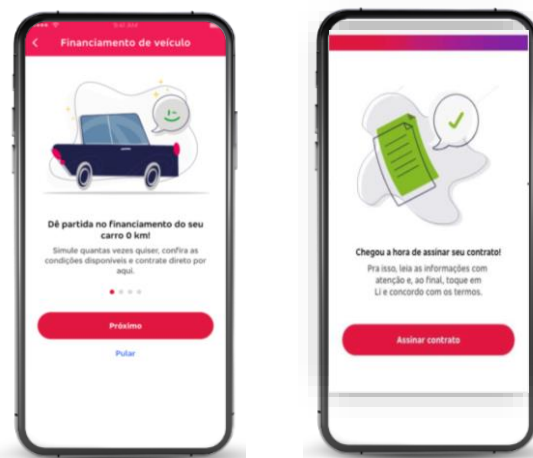 Financiamento de veículo
Dê partida no financiamento do seu
carro 0 km!
Simule quantas vezes quiser, confira as
condições disponíveis e contrate direto por
aqui.
Próximo
Pular
Chegou a hora de assinar seu contrato!
Pra isso, leia as informações com
atenção e, ao final, toque em
Li e concordo com os termos.
Assinar contrato